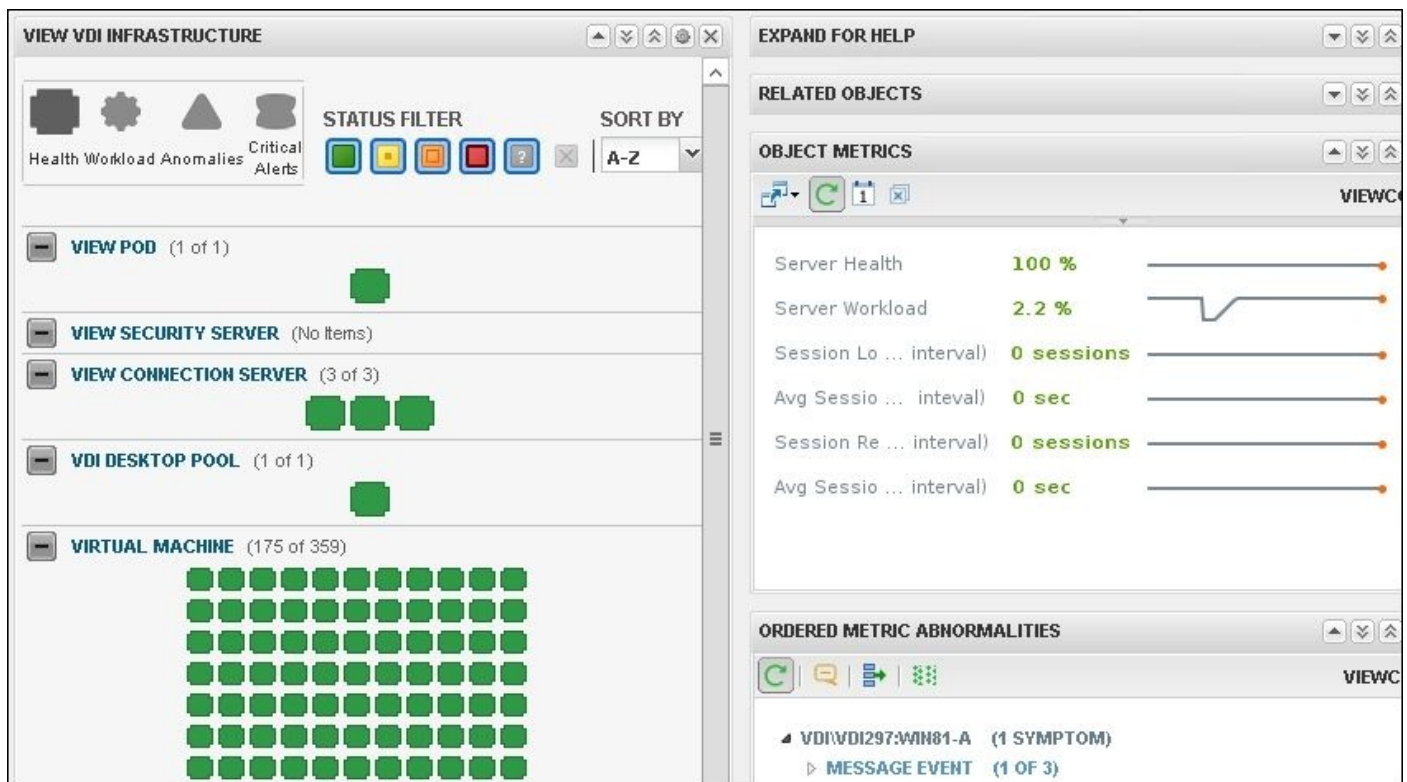 VIEW VDI INFRASTRUCTURE
Health Workload Anomalies Critical Alerts
STATUS FILTER
?
SORT BY
A-Z
VIEW POD (1 of 1)
VIEW SECURITY SERVER (No Items)
VIEW CONNECTION SERVER (3 of 3)
VDI DESKTOP POOL (1 of 1)
VIRTUAL MACHINE (175 of 359)
EXPAND FOR HELP
RELATED OBJECTS
OBJECT METRICS
1
VIEWCO
Server Health 100 %
Server Workload 2.2 %
Session Lo ... interval) 0 sessions
Avg Sessio ... inteval) 0 sec
Session Re ... interval) 0 sessions
Avg Sessio ... interval) 0 sec
ORDERED METRIC ABNORMALITIES
VIEWC
VDI\VDI297:WIN81-A (1 SYMPTOM)
MESSAGE EVENT (1 OF 3)